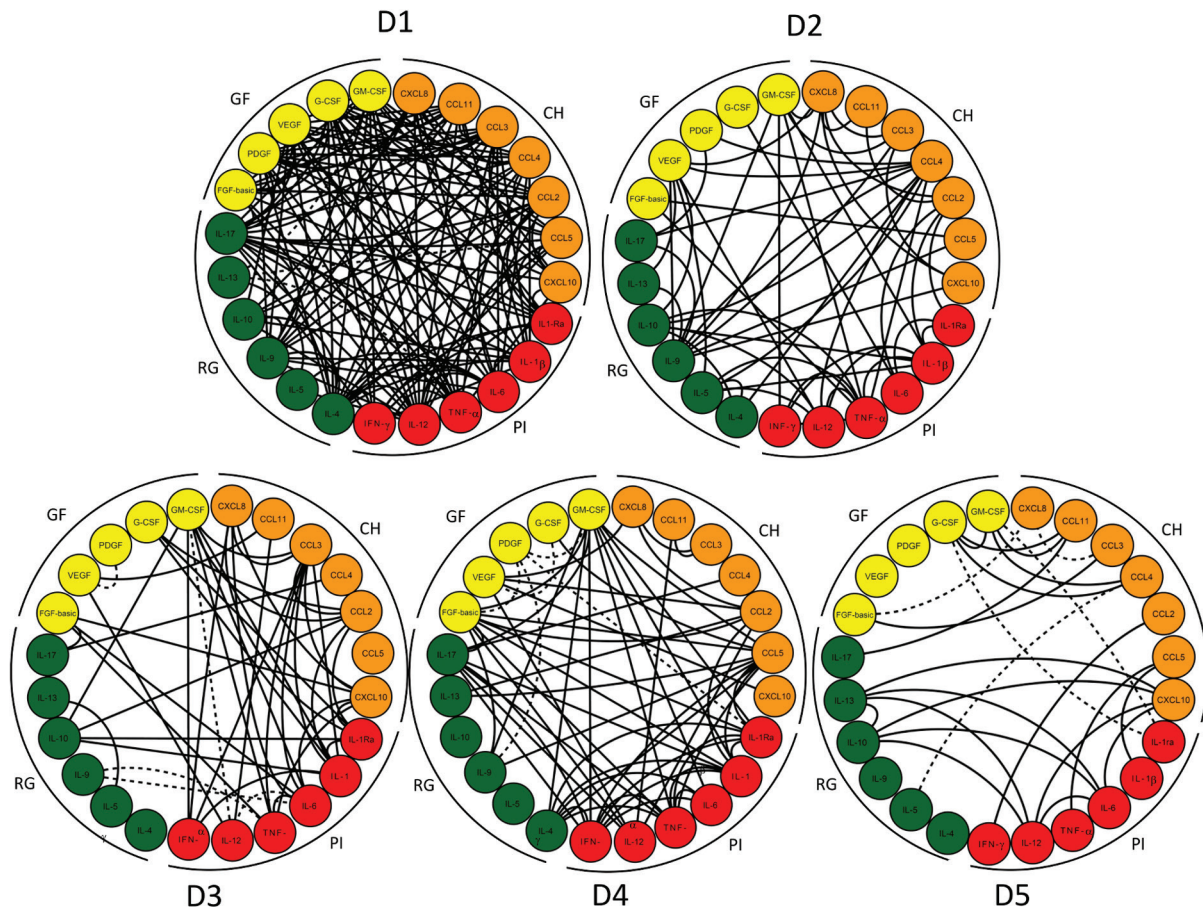 D1
GF
CH
RG
PI
GM-CSF
CXCL8
G-CSF
CCL11
VEGF
CCL3
PDGF
CCL4
FGF-basic
CCL2
IL-17
CCL5
IL-13
CXCL10
IL-10
IL1-Ra
IL-9
IL-1β
IL-5
IL-6
IL-4
IFN-γ
IL-12
TNF-α
D2
GF
CH
RG
PI
GM-CSF
CXCL8
G-CSF
CCL11
PDGF
CCL3
VEGF
CCL4
FGF-basic
CCL2
IL-17
CCL5
IL-13
CXCL10
IL-10
IL-1Ra
IL-9
IL-1β
IL-5
IL-6
IL-4
INF-γ
IL-12
TNF-α
GF
CH
RG
PI
GM-CSF
CXCL8
G-CSF
CCL11
PDGF
CCL3
VEGF
CCL4
FGF-basic
CCL2
IL-17
CCL5
IL-13
CXCL10
IL-10
IL-1Ra
IL-9
IL-1
IL-5
IL-6
γ
IL-4
IFN-
α
IL-12
TNF-
D3
GF
CH
RG
PI
GM-CSF
CXCL8
G-CSF
CCL11
PDGF
CCL3
VEGF
CCL4
FGF-basic
CCL2
IL-17
CCL5
IL-13
CXCL10
IL-10
IL-1Ra
IL-9
β
IL-1
IL-5
IL-6
IL-4
γ
IFN-
α
IL-12
TNF-
D4
GF
CH
RG
PI
GM-CSF
CXCL8
G-CSF
CCL11
PDGF
CCL3
VEGF
CCL4
FGF-basic
CCL2
IL-17
CCL5
IL-13
CXCL10
IL-10
IL-1ra
IL-9
IL-1β
IL-5
IL-6
IL-4
IFN-γ
IL-12
TNF-α
D5